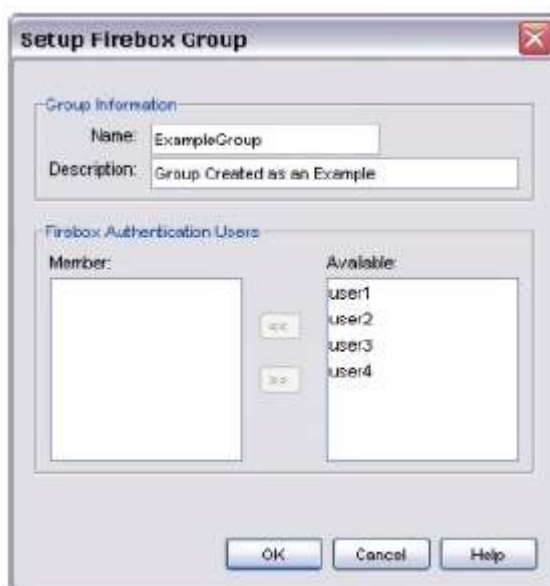 Setup Firebox Group
Group Information
Name: ExampleGroup
Description: Group Created as an Example
Firebox Authentication Users
Member: Available:
user1
<<
user2
user3
>>
user4
OK Cancel Help